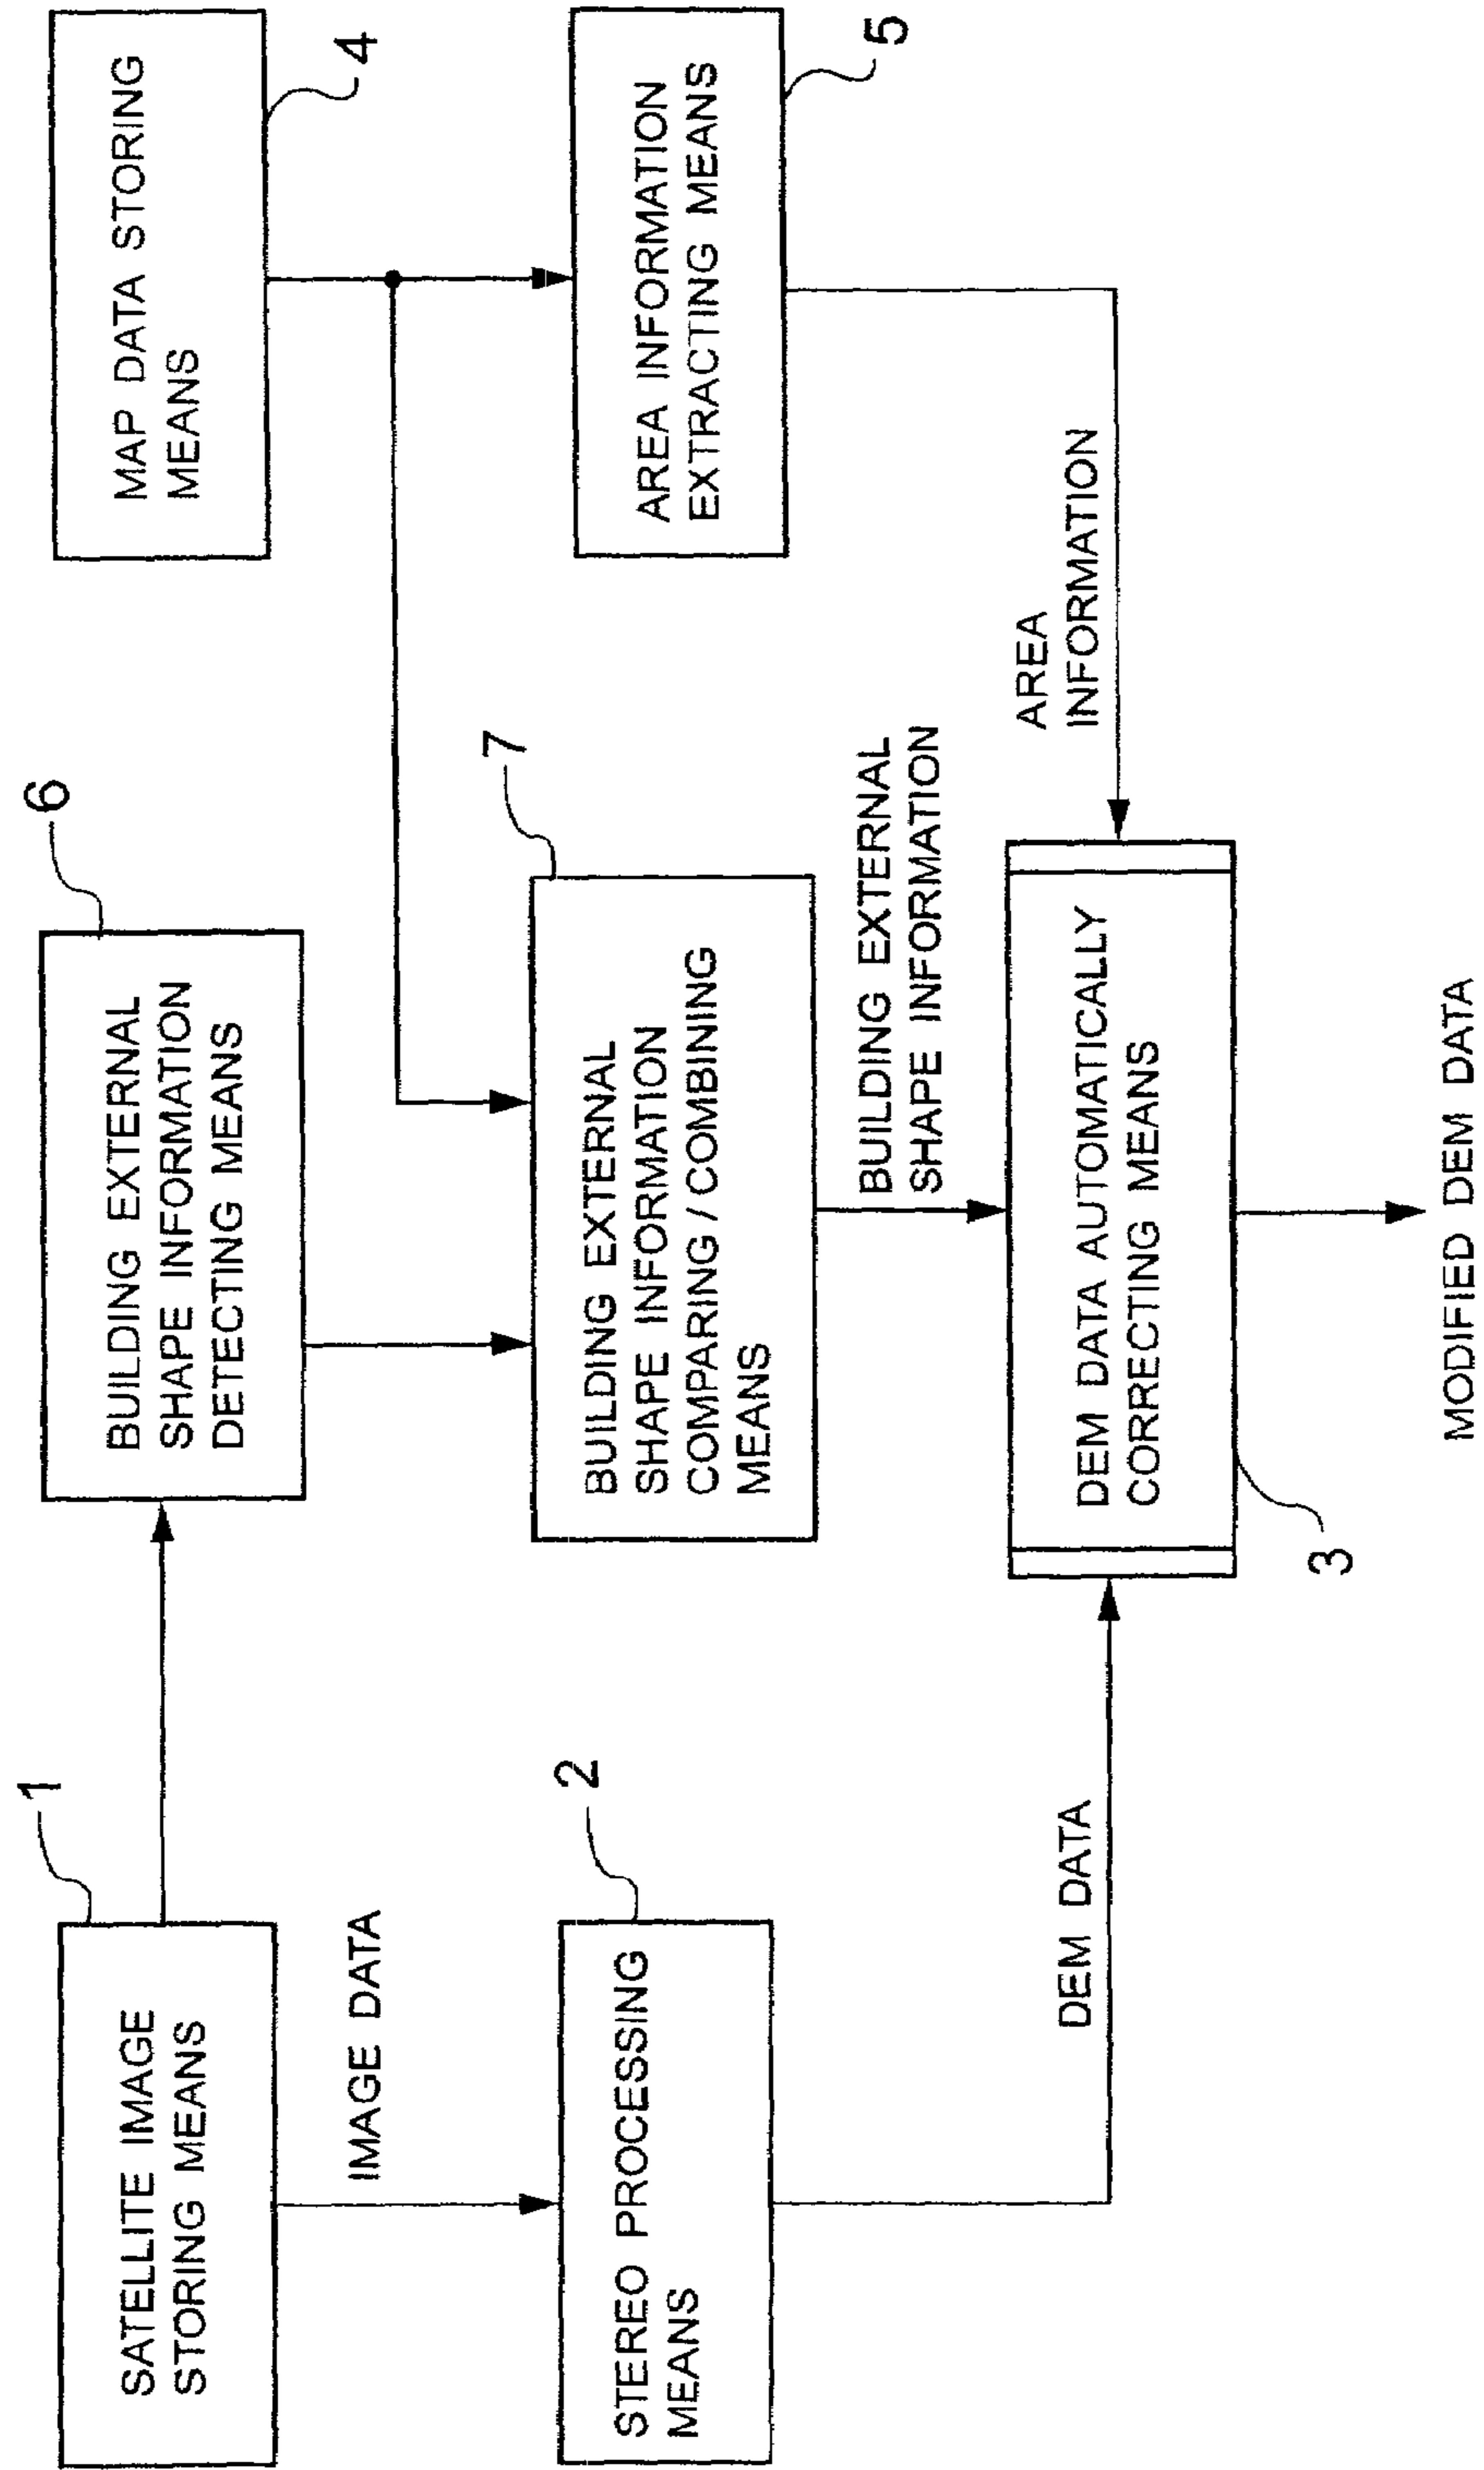 1
SATELLITE IMAGE
STORING MEANS
6
BUILDING EXTERNAL
SHAPE INFORMATION
DETECTING MEANS
MAP DATA STORING
MEANS
4
IMAGE DATA
2
STEREO PROCESSING
MEANS
7
BUILDING EXTERNAL
SHAPE INFORMATION
COMPARING / COMBINING
MEANS
AREA INFORMATION
EXTRACTING MEANS
5
BUILDING EXTERNAL
SHAPE INFORMATION
AREA
INFORMATION
DEM DATA
DEM DATA AUTOMATICALLY
CORRECTING MEANS
3
MODIFIED DEM DATA